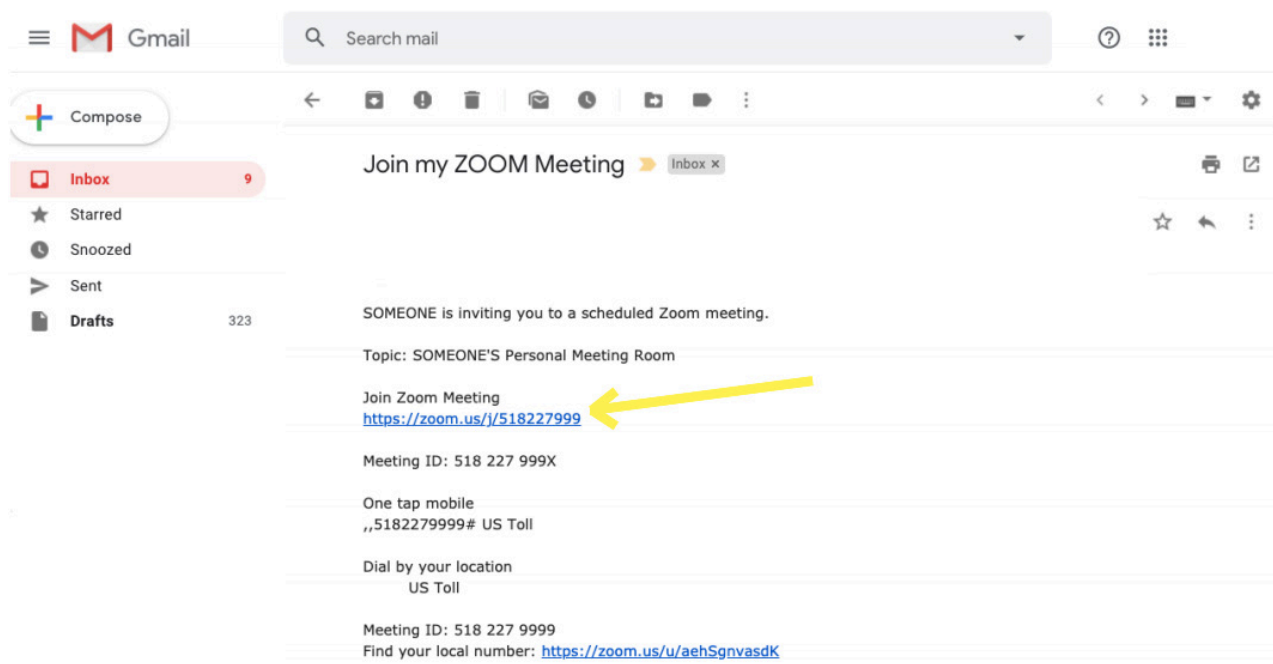 Gmail
Search mail
Compose
Inbox 9
Starred
Snoozed
Sent
Drafts 323
Join my ZOOM Meeting Inbox ×
SOMEONE is inviting you to a scheduled Zoom meeting.
Topic: SOMEONE'S Personal Meeting Room
Join Zoom Meeting
https://zoom.us/j/518227999
Meeting ID: 518 227 999X
One tap mobile
,,5182279999# US Toll
Dial by your location
US Toll
Meeting ID: 518 227 9999
Find your local number: https://zoom.us/u/aehSgnvasdK